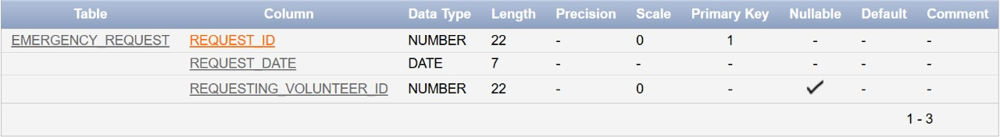 Table Column Data Type Length Precision Scale Primary Key Nullable Default Comment
EMERGENCY_REQUEST REQUEST_ID NUMBER 22 - 0 1 - - -
REQUEST_DATE DATE 7 - - - - - -
REQUESTING_VOLUNTEER_ID NUMBER 22 - 0 - ✓ - -
1 - 3